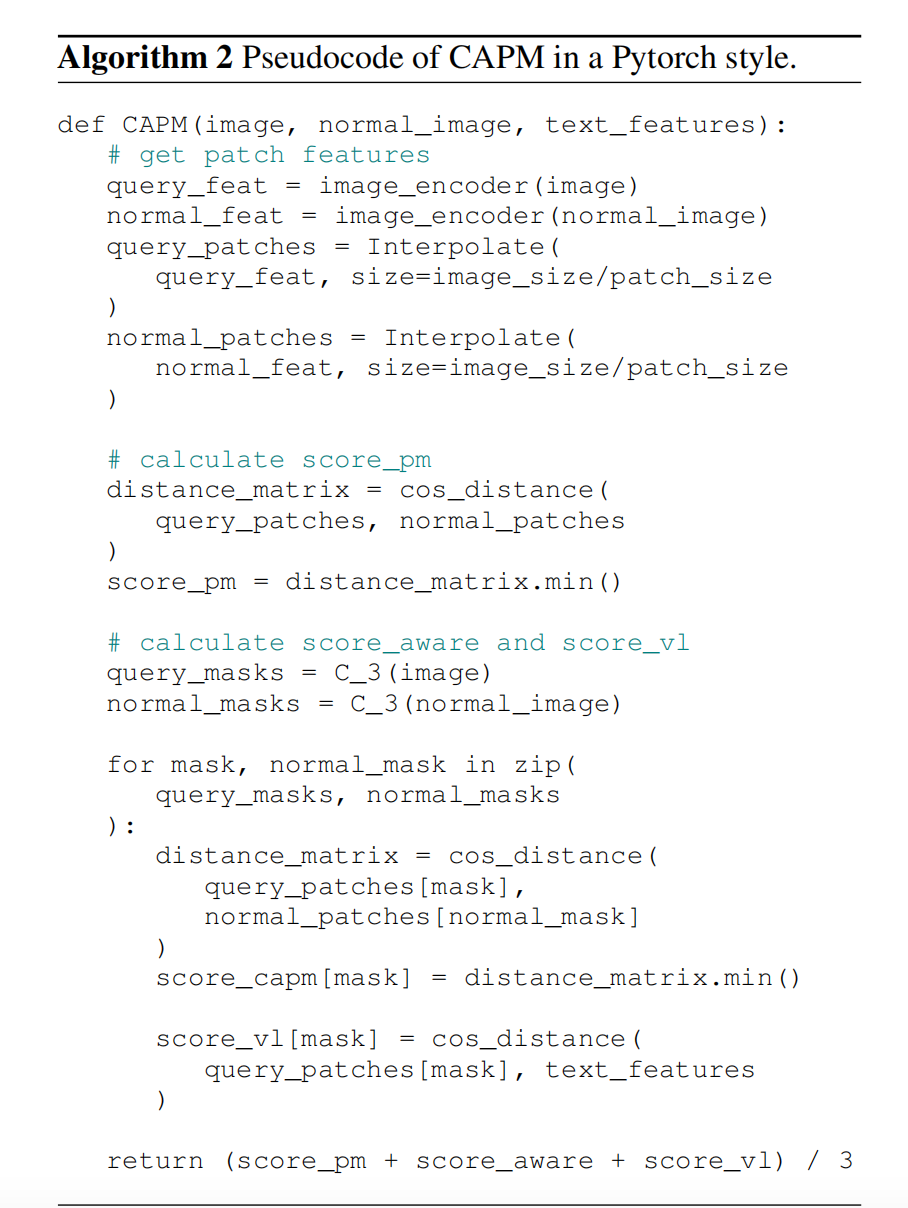 Algorithm 2 Pseudocode of CAPM in a Pytorch style.
def CAPM(image, normal_image, text_features):
# get patch features
query_feat = image_encoder(image)
normal_feat = image_encoder(normal_image)
query_patches = Interpolate(
query_feat, size=image_size/patch_size
)
normal_patches = Interpolate(
normal_feat, size=image_size/patch_size
)
# calculate score_pm
distance_matrix = cos_distance(
query_patches, normal_patches
)
score_pm = distance_matrix.min()
# calculate score_aware and score_vl
query_masks = C_3(image)
normal_masks = C_3(normal_image)
for mask, normal_mask in zip(
query_masks, normal_masks
):
distance_matrix = cos_distance(
query_patches[mask],
normal_patches[normal_mask]
)
score_capm[mask] = distance_matrix.min()
score_vl[mask] = cos_distance(
query_patches[mask], text_features
)
return (score_pm + score_aware + score_vl) / 3